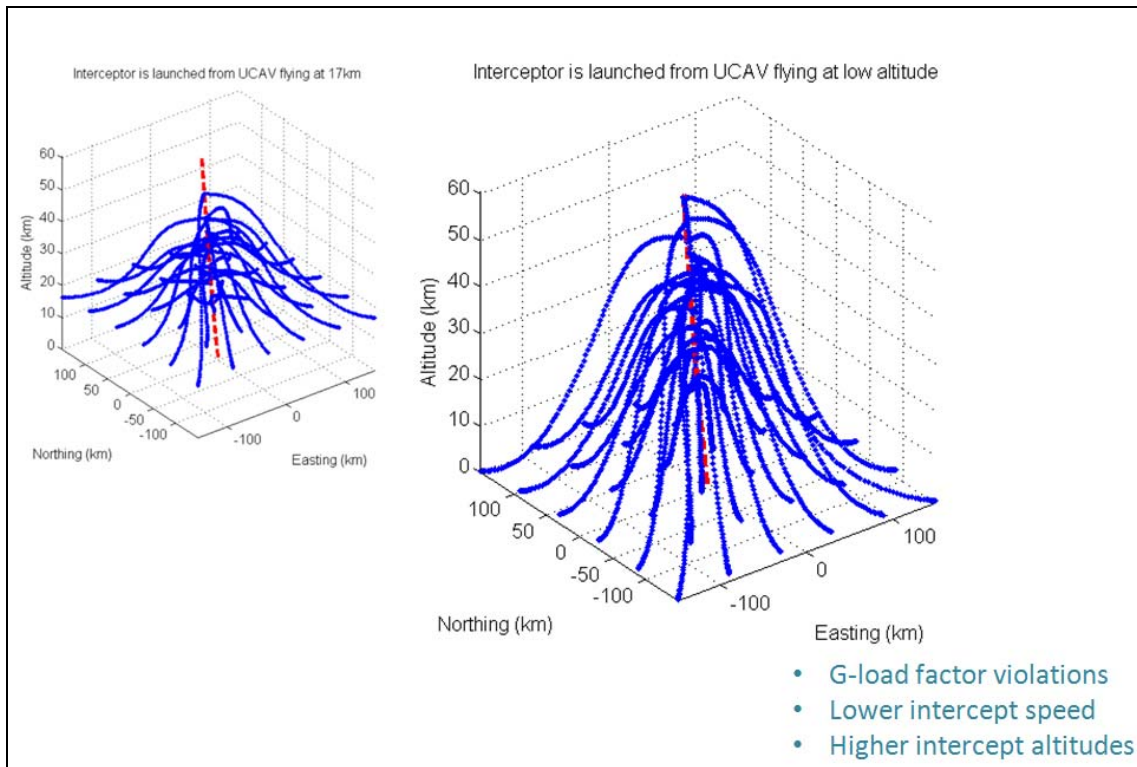 Interceptor is launched from UCAV flying at 17km
60
50
40
30
20
10
0
Altitude (km)
100
50
0
-50
-100
Northing (km)
-100
0
100
Easting (km)
Interceptor is launched from UCAV flying at low altitude
60
50
40
30
20
10
0
Altitude (km)
100
50
0
-50
-100
Northing (km)
-100
0
100
Easting (km)
• G-load factor violations
• Lower intercept speed
• Higher intercept altitudes